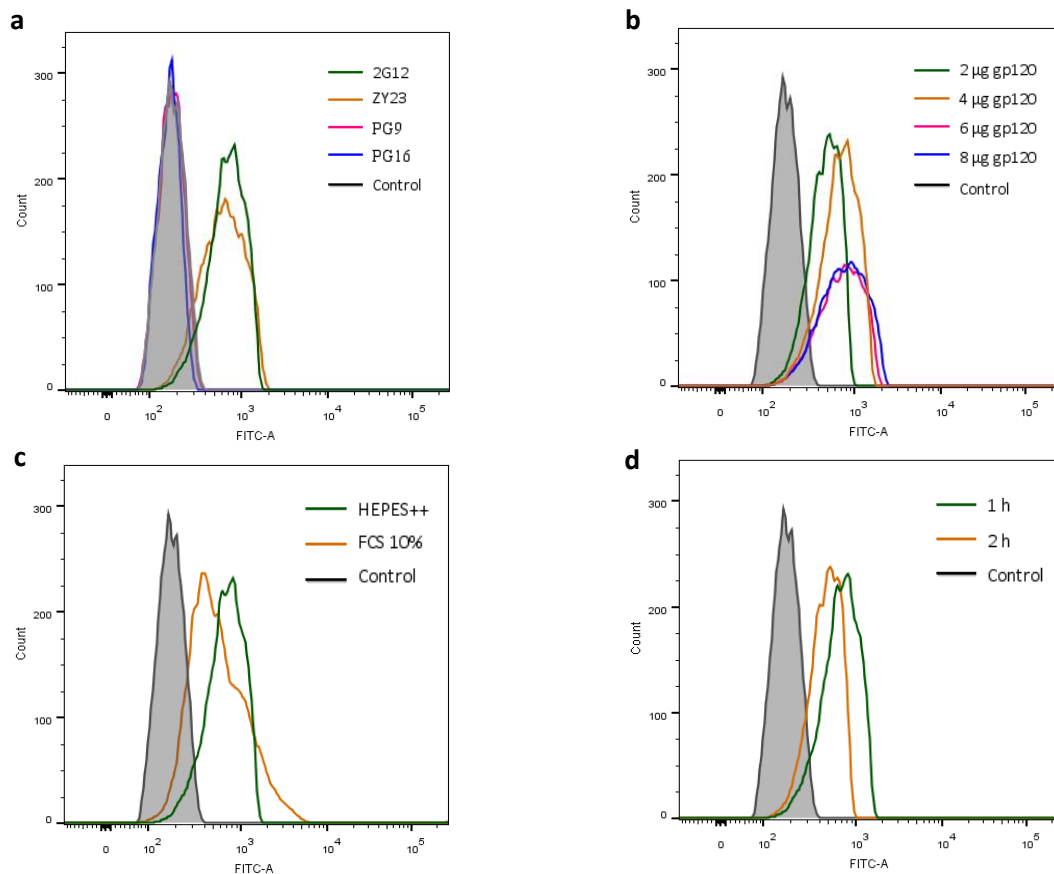 a
2G12
ZY23
PG9
PG16
Control
300
200
100
0
Count
0 10² 10³ 10⁴ 10⁵
FITC-A
b
2 µg gp120
4 µg gp120
6 µg gp120
8 µg gp120
Control
300
200
100
0
Count
0 10² 10³ 10⁴ 10⁵
FITC-A
c
HEPES++
FCS 10%
Control
300
200
100
0
Count
0 10² 10³ 10⁴ 10⁵
FITC-A
d
1 h
2 h
Control
300
200
100
0
Count
0 10² 10³ 10⁴ 10⁵
FITC-A